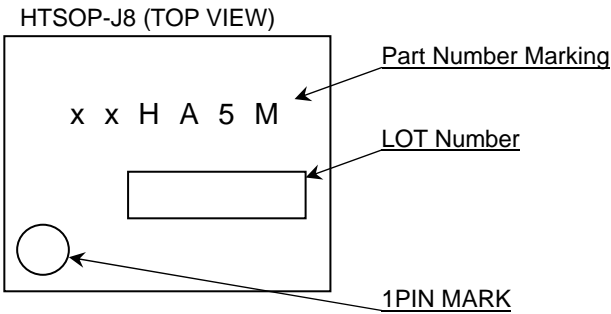 HTSOP-J8 (TOP VIEW)
Part Number Marking
x x H A 5 M
LOT Number
1PIN MARK